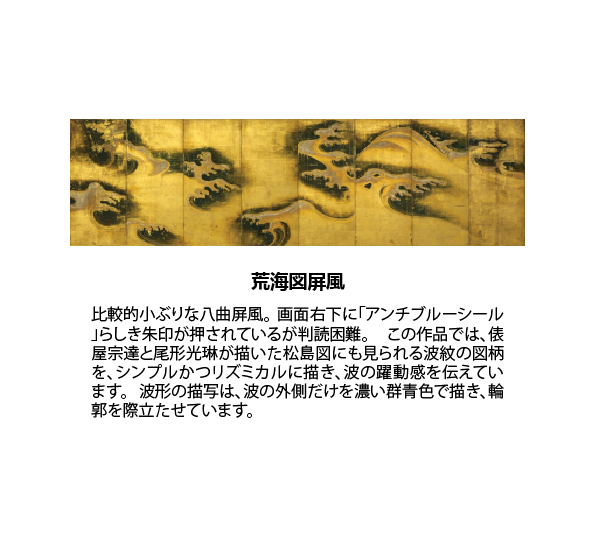 荒海図屏風
比較的小ぶりな八曲屏風。画面右下に「アンチブルーシール
」らしき朱印が押されているが判読困難。　この作品では、俵
屋宗達と尾形光琳が描いた松島図にも見られる波紋の図柄
を、シンプルかつリズミカルに描き、波の躍動感を伝えてい
ます。 波形の描写は、波の外側だけを濃い群青色で描き、輪
郭を際立たせています。